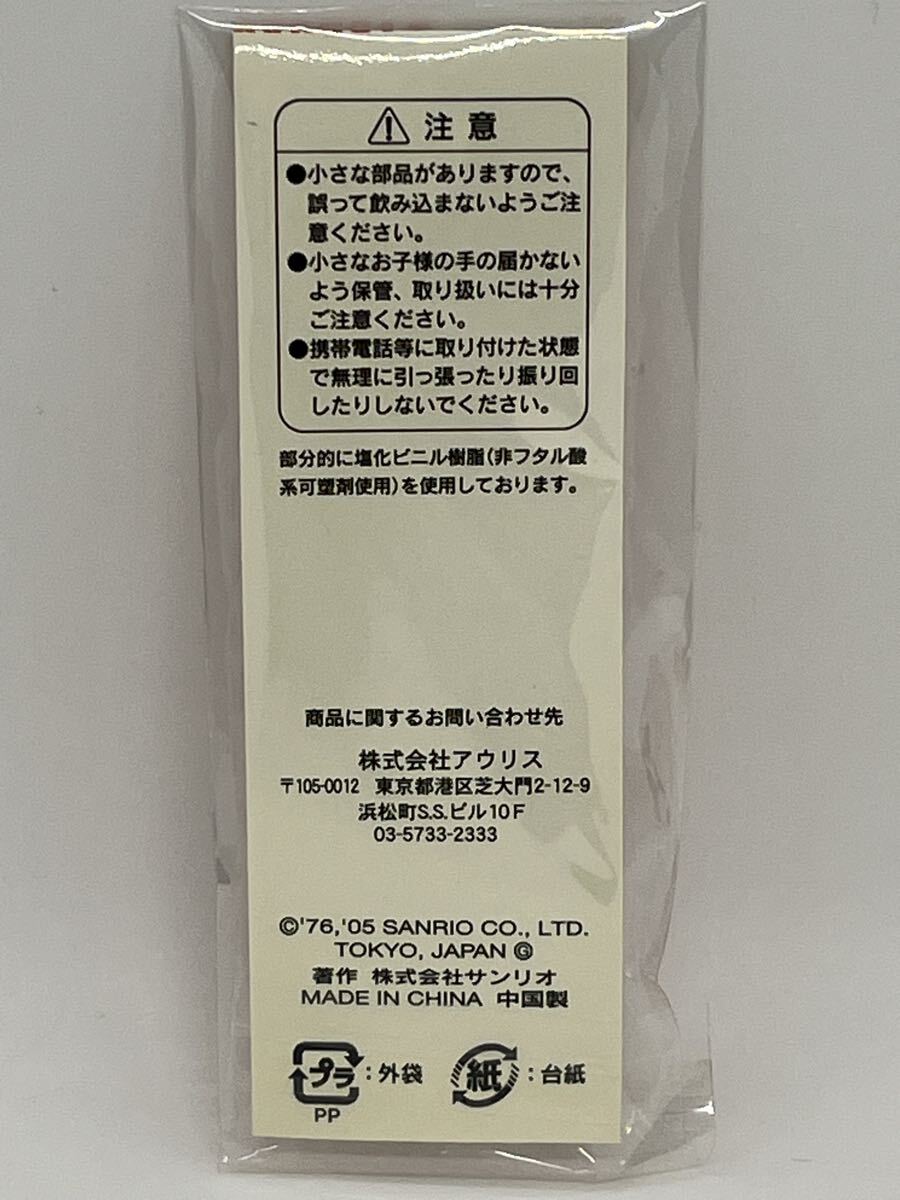 注意
●小さな部品がありますので、
誤って飲み込まないようご注
意ください。
●小さなお子様の手の届かない
よう保管、取り扱いには十分
ご注意ください。
●携帯電話等に取り付けた状態
で無理に引っ張ったり振り回
したりしないでください。
部分的に塩化ビニル樹脂(非フタル酸
系可塑剤使用)を使用しております。
商品に関するお問い合わせ先
株式会社アウリス
〒105-0012 東京都港区芝大門2-12-9
浜松町S.S.ビル10F
03-5733-2333
©'76,'05 SANRIO CO., LTD.
TOKYO, JAPAN Ⓖ
著作 株式会社サンリオ
MADE IN CHINA 中国製
プラ:外袋 紙:台紙
PP